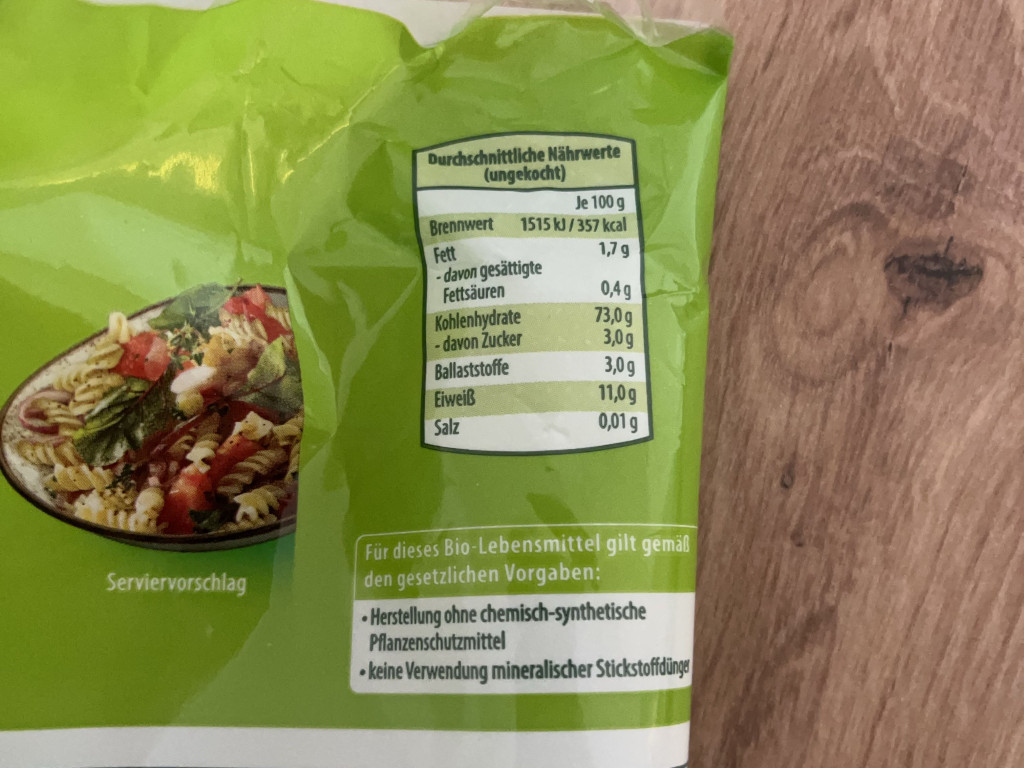 Durchschnittliche Nährwerte
(ungekocht)
Je 100 g
Brennwert 1515 kJ / 357 kcal
Fett 1,7 g
- davon gesättigte
Fettsäuren 0,4 g
Kohlenhydrate 73,0 g
- davon Zucker 3,0 g
Ballaststoffe 3,0 g
Eiweiß 11,0 g
Salz 0,01 g
Serviervorschlag
Für dieses Bio-Lebensmittel gilt gemäß
den gesetzlichen Vorgaben:
• Herstellung ohne chemisch-synthetische
Pflanzenschutzmittel
• keine Verwendung mineralischer Stickstoffdünger